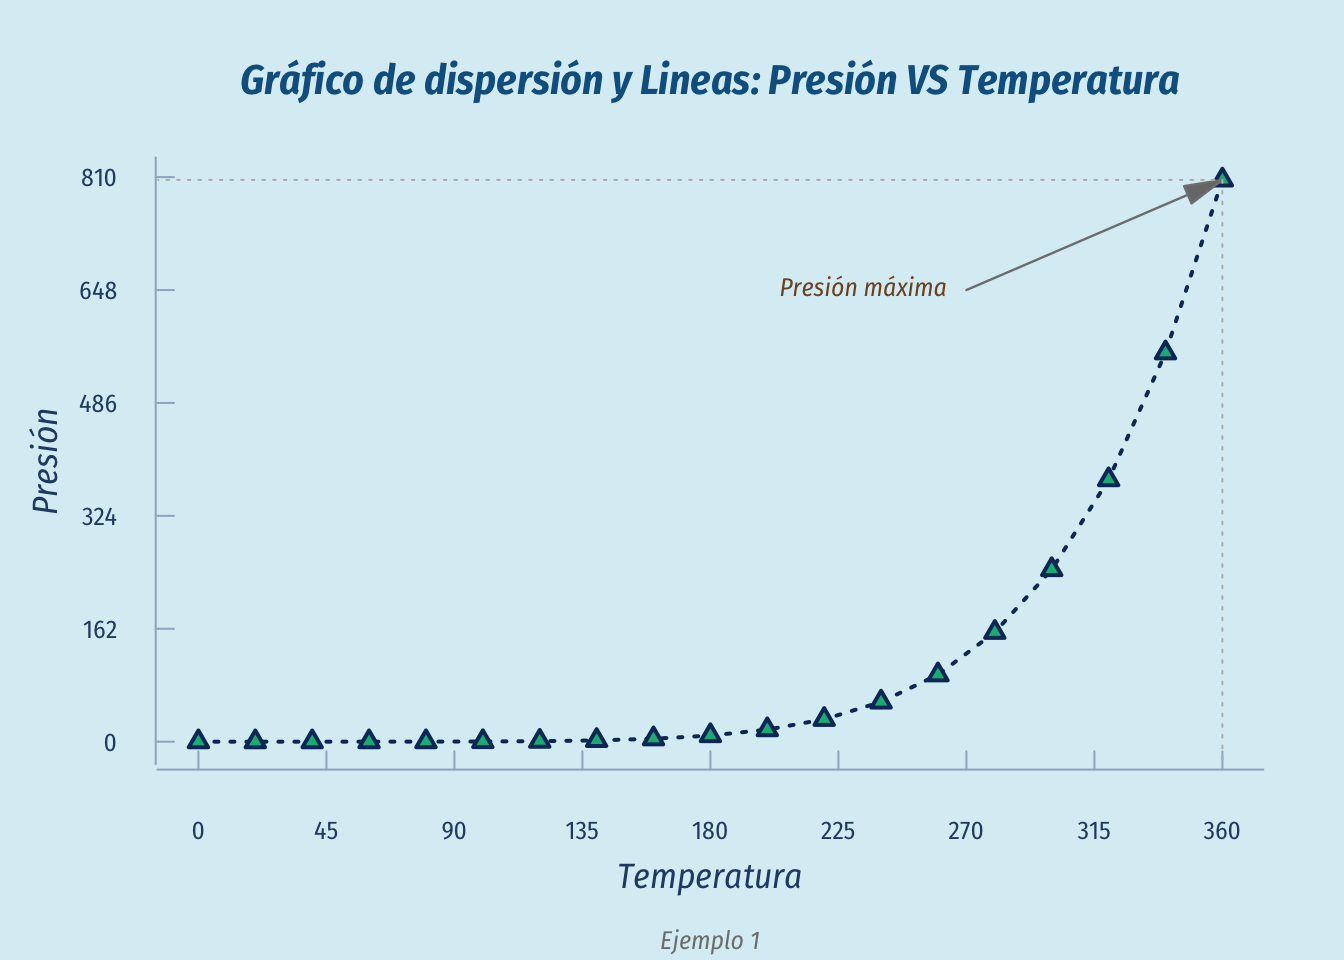 Gráfico de dispersión y Lineas: Presión VS Temperatura
810
648
486
324
162
0
Presión
Presión máxima
0 45 90 135 180 225 270 315 360
Temperatura
Ejemplo 1